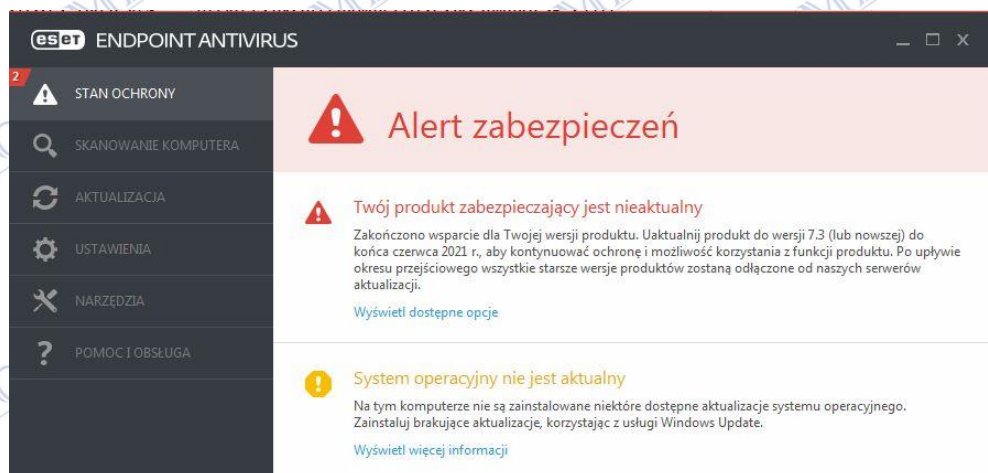 eset ENDPOINT ANTIVIRUS
2
STAN OCHRONY
SKANOWANIE KOMPUTERA
AKTUALIZACJA
USTAWIENIA
NARZĘDZIA
POMOC I OBSŁUGA
Alert zabezpieczeń
Twój produkt zabezpieczający jest nieaktualny
Zakończono wsparcie dla Twojej wersji produktu. Uaktualnij produkt do wersji 7.3 (lub nowszej) do
końca czerwca 2021 r., aby kontynuować ochronę i możliwość korzystania z funkcji produktu. Po upływie
okresu przejściowego wszystkie starsze wersje produktów zostaną odłączone od naszych serwerów
aktualizacji.
Wyświetl dostępne opcje
System operacyjny nie jest aktualny
Na tym komputerze nie są zainstalowane niektóre dostępne aktualizacje systemu operacyjnego.
Zainstaluj brakujące aktualizacje, korzystając z usługi Windows Update.
Wyświetl więcej informacji